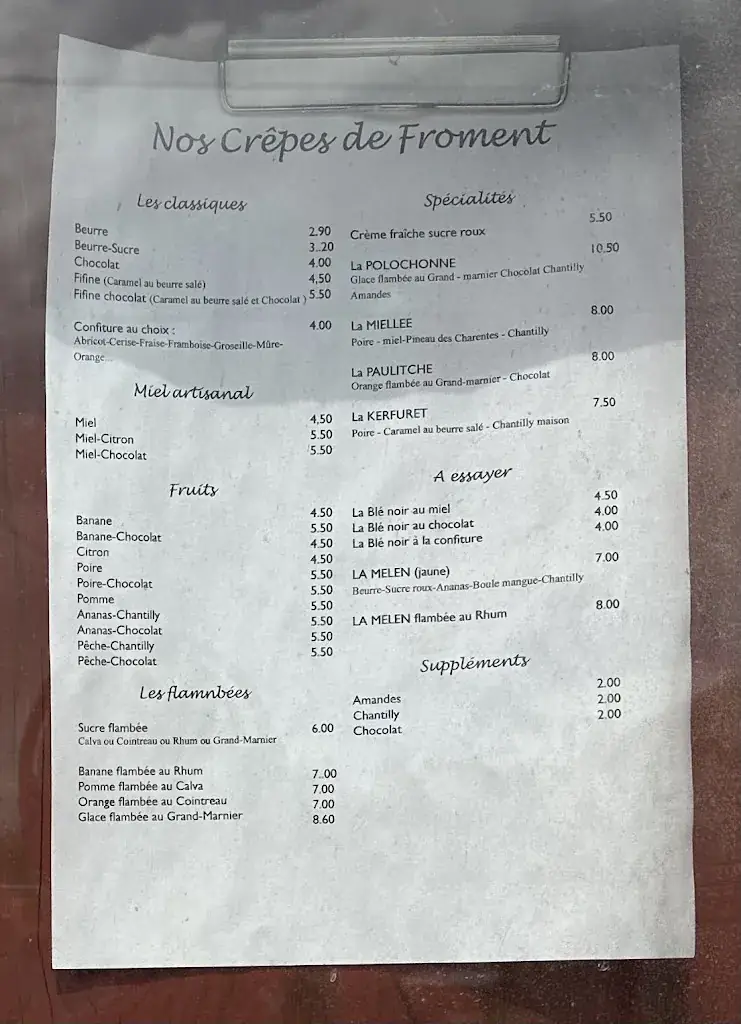 Nos Crêpes de Froment
Les classiques
Beurre 2.90
Beurre-Sucre 3..20
Chocolat 4.00
Fifine (Caramel au beurre salé) 4,50
Fifine chocolat (Caramel au beurre salé et Chocolat ) 5.50
Confiture au choix : 4.00
Abricot-Cerise-Fraise-Framboise-Groseille-Mûre-
Orange...
Miel artisanal
Miel 4,50
Miel-Citron 5.50
Miel-Chocolat 5.50
Fruits
Banane 4.50
Banane-Chocolat 5.50
Citron 4.50
Poire 4.50
Poire-Chocolat 5.50
Pomme 5.50
Ananas-Chantilly 5.50
Ananas-Chocolat 5.50
Pêche-Chantilly 5.50
Pêche-Chocolat 5.50
Les flamnbées
Sucre flambée 6.00
Calva ou Cointreau ou Rhum ou Grand-Marnier
Banane flambée au Rhum 7..00
Pomme flambée au Calva 7.00
Orange flambée au Cointreau 7.00
Glace flambée au Grand-Marnier 8.60
Spécialités
Crème fraîche sucre roux 5.50
La POLOCHONNE 10.50
Glace flambée au Grand - marnier Chocolat Chantilly
Amandes
La MIELLEE 8.00
Poire - miel-Pineau des Charentes - Chantilly
La PAULITCHE 8.00
Orange flambée au Grand-marnier - Chocolat
La KERFURET 7.50
Poire - Caramel au beurre salé - Chantilly maison
A essayer
La Blé noir au miel 4.50
La Blé noir au chocolat 4.00
La Blé noir à la confiture 4.00
LA MELEN (jaune) 7.00
Beurre-Sucre roux-Ananas-Boule mangue-Chantilly
LA MELEN flambée au Rhum 8.00
Suppléments
Amandes 2.00
Chantilly 2.00
Chocolat 2.00